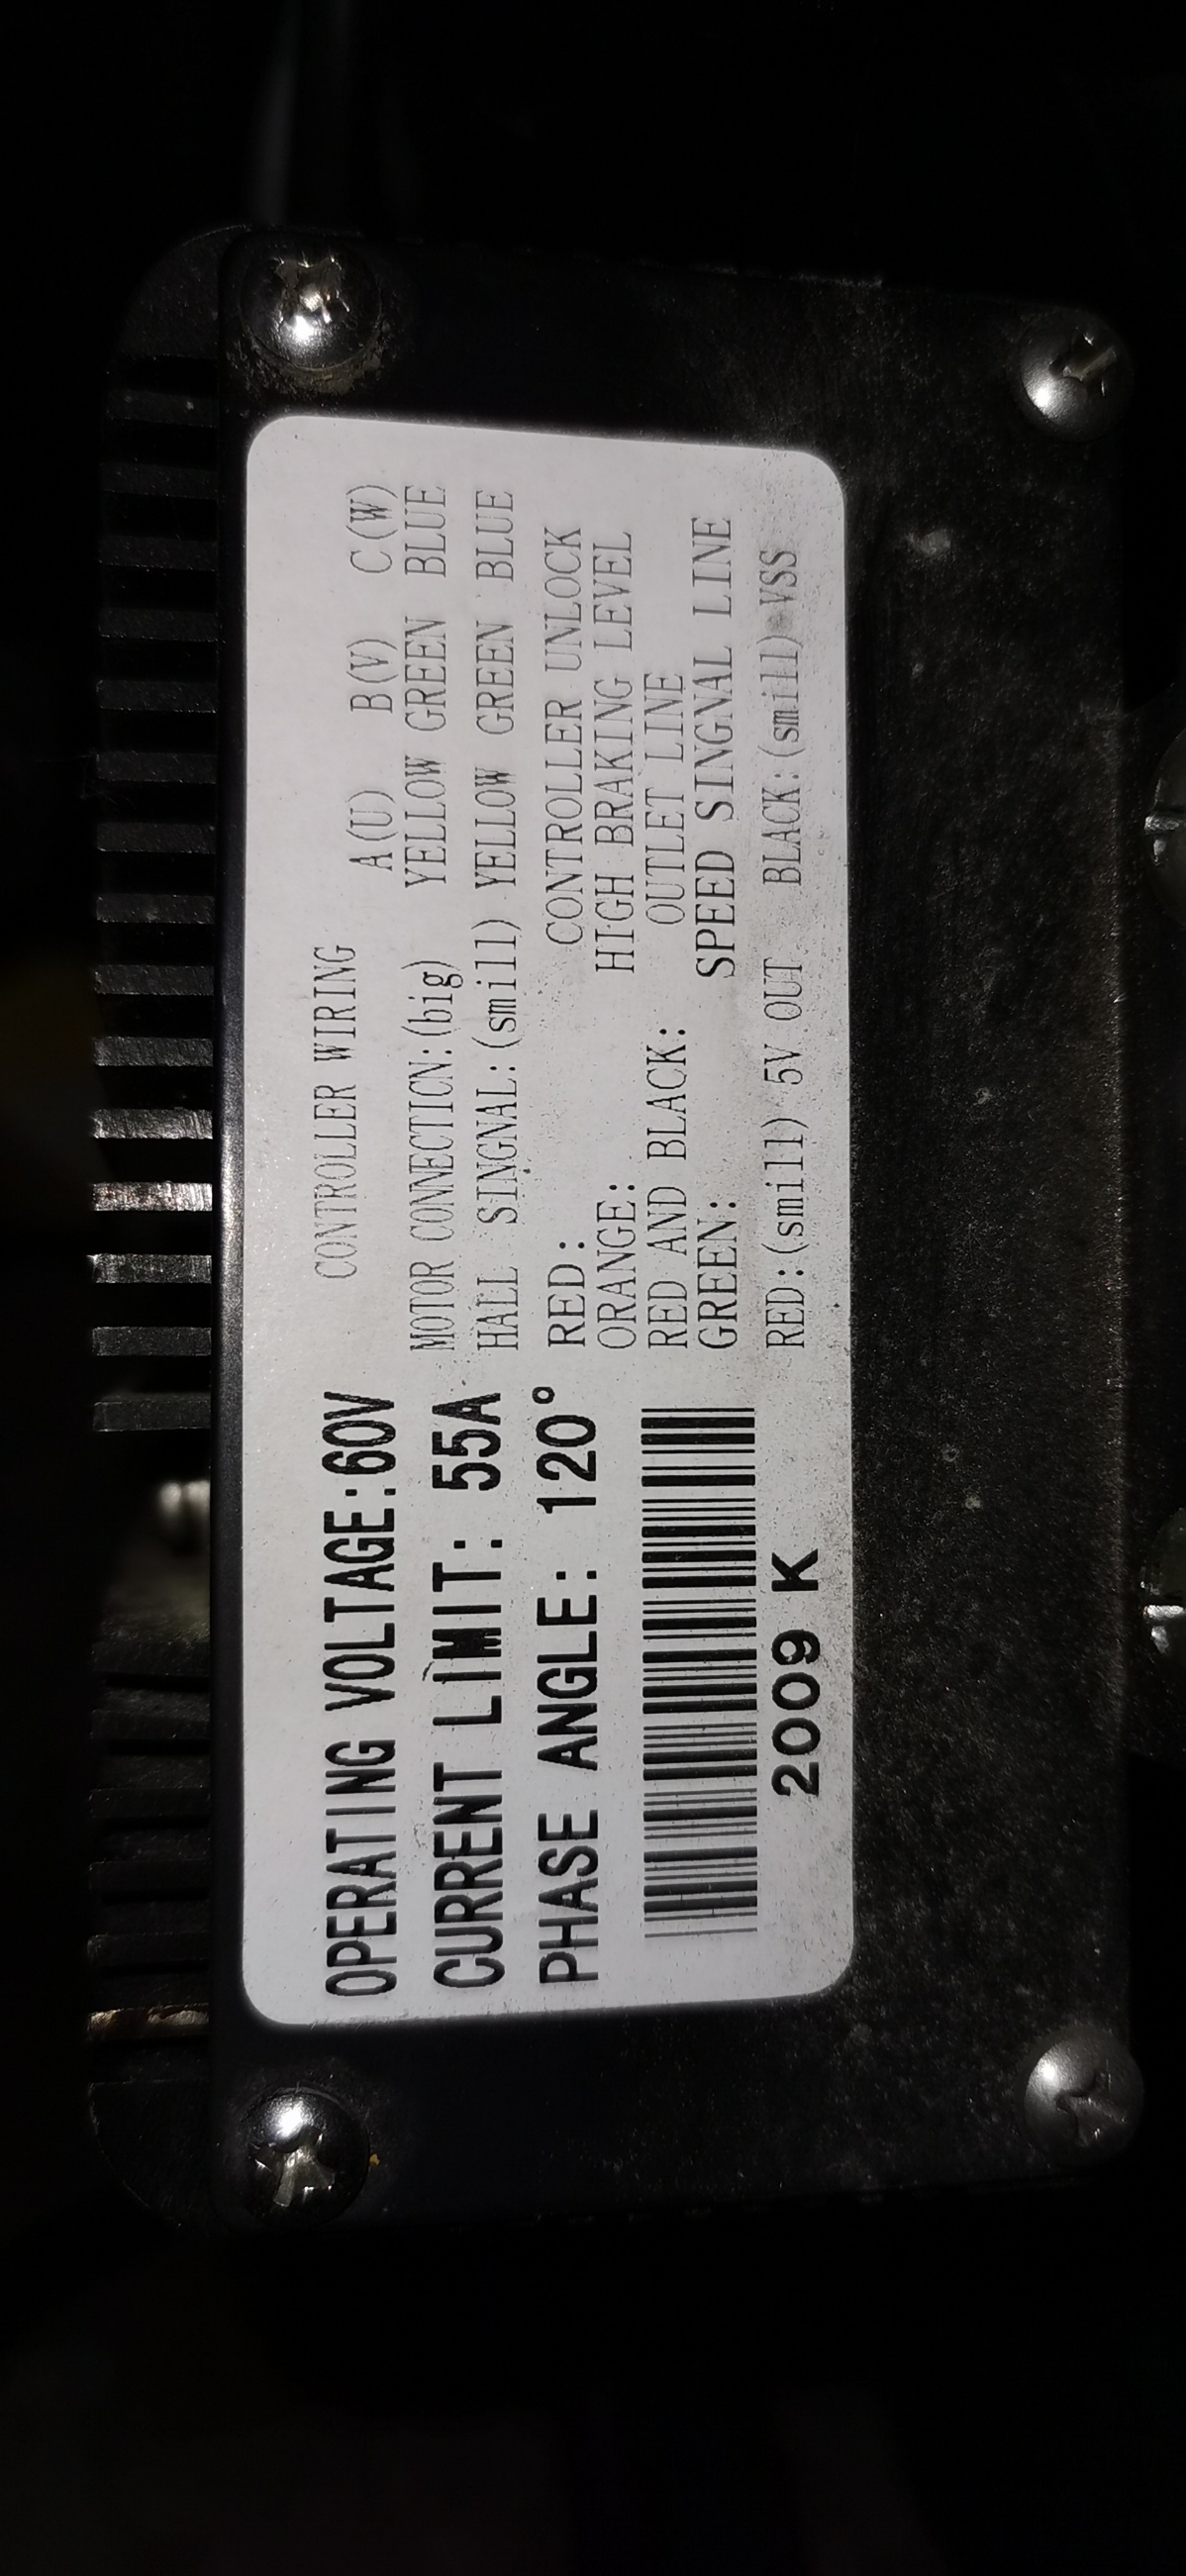 OPERATING VOLTAGE:60V
CURRENT LIMIT: 55A
PHASE ANGLE: 120°
2009 K
CONTROLLER WIRING
A(U) B(V) C(W)
MOTOR CONNECTICN:(big) YELLOW GREEN BLUE
HALL SINGNAL:(smill) YELLOW GREEN BLUE
RED: CONTROLLER UNLOCK
ORANGE: HIGH BRAKING LEVEL
RED AND BLACK: OUTLET LINE
GREEN: SPEED SINGNAL LINE
RED:(smill) 5V OUT BLACK:(smill) VSS